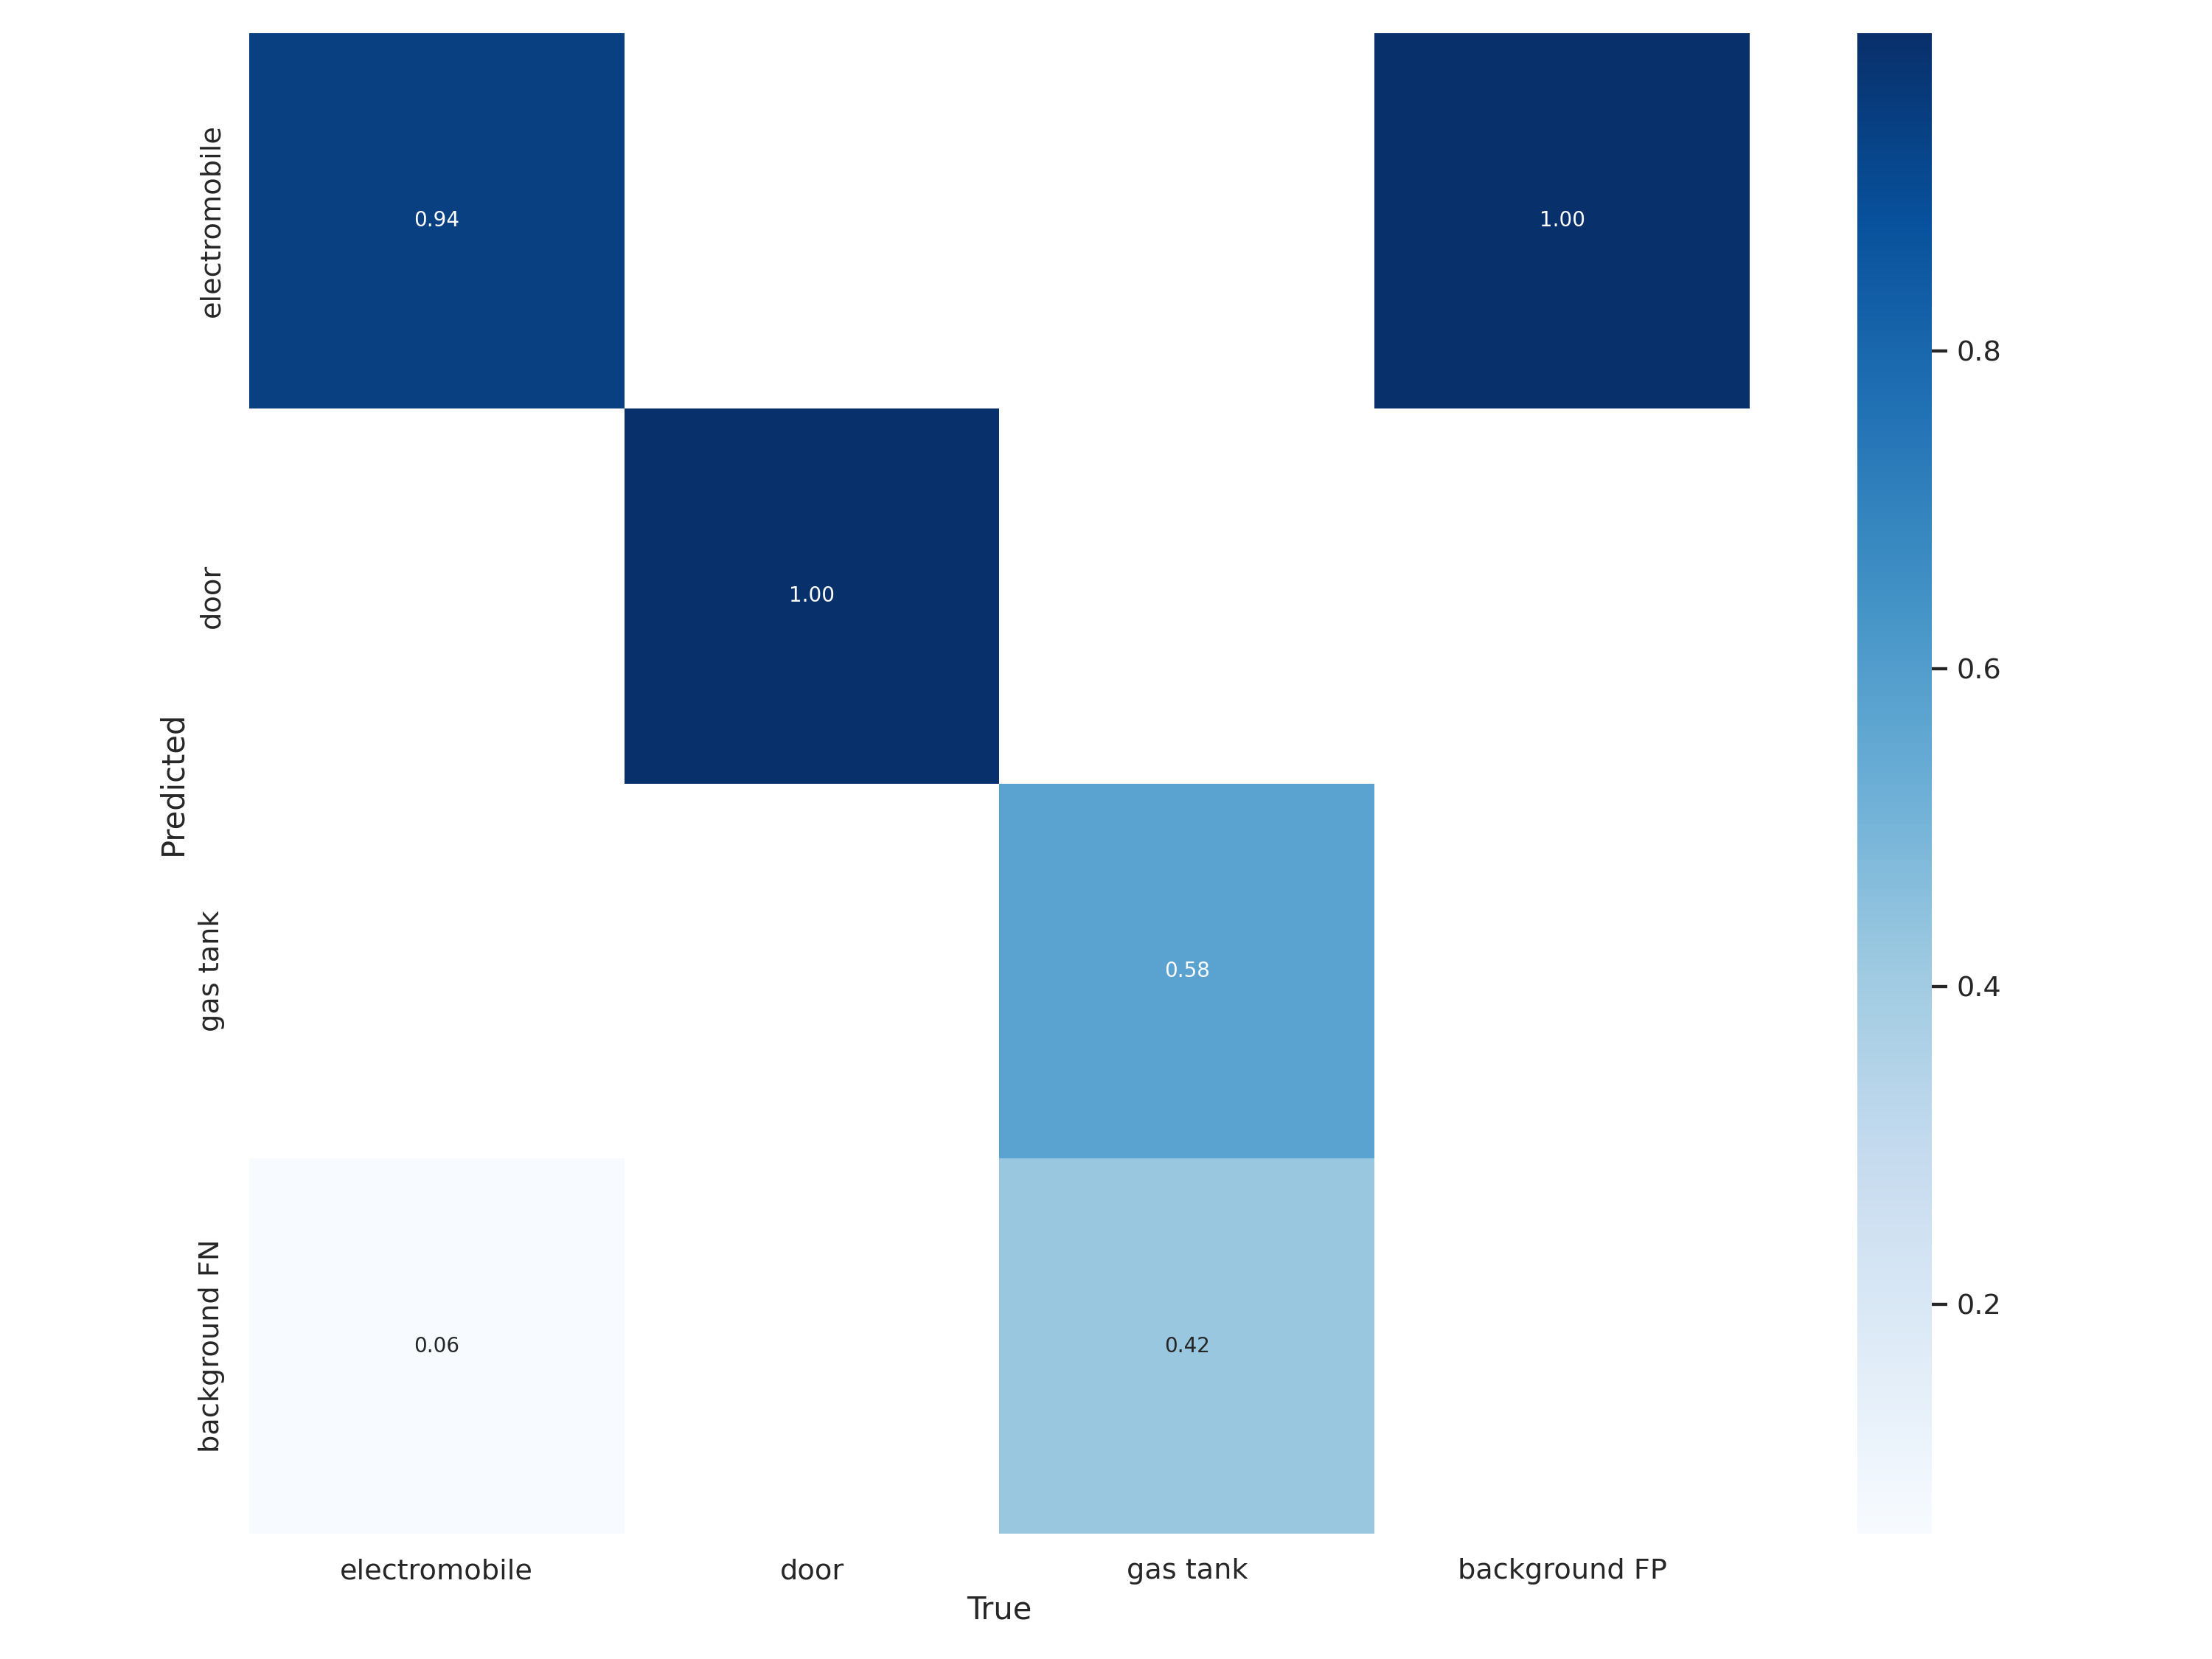 electromobile
door
gas tank
background FN
Predicted
0.94
1.00
1.00
0.58
0.06
0.42
electromobile
door
gas tank
background FP
True
0.8
0.6
0.4
0.2